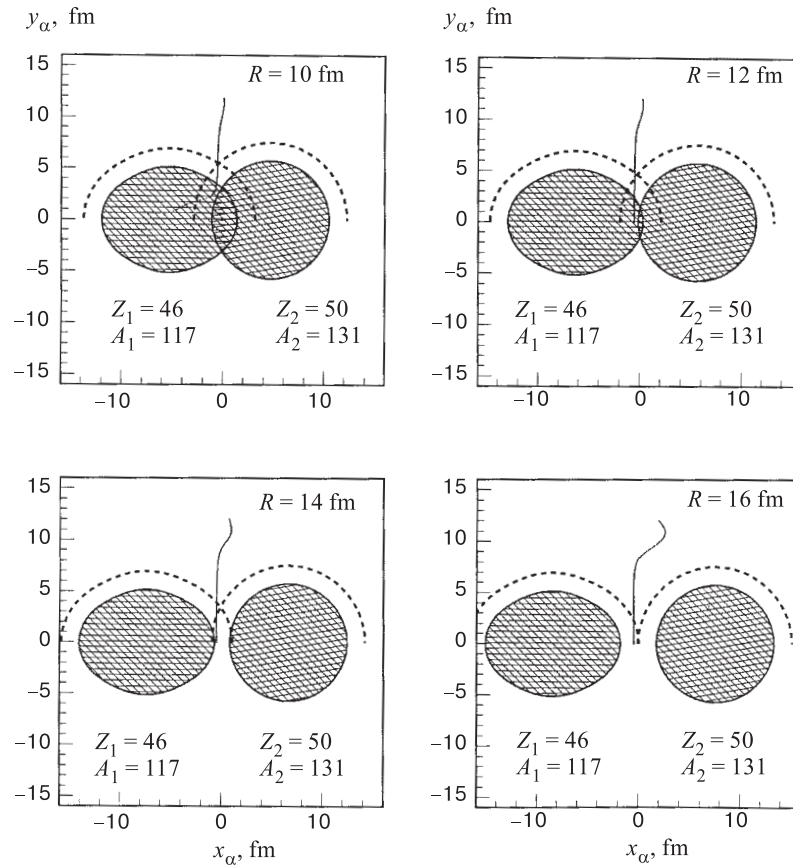 y_α, fm
y_α, fm
R = 10 fm
15
10
5
0
−5
−10
−15
Z_1 = 46
A_1 = 117
Z_2 = 50
A_2 = 131
−10
0
10
R = 12 fm
15
10
5
0
−5
−10
−15
Z_1 = 46
A_1 = 117
Z_2 = 50
A_2 = 131
−10
0
10
R = 14 fm
15
10
5
0
−5
−10
−15
Z_1 = 46
A_1 = 117
Z_2 = 50
A_2 = 131
−10
0
10
x_α, fm
R = 16 fm
15
10
5
0
−5
−10
−15
Z_1 = 46
A_1 = 117
Z_2 = 50
A_2 = 131
−10
0
10
x_α, fm